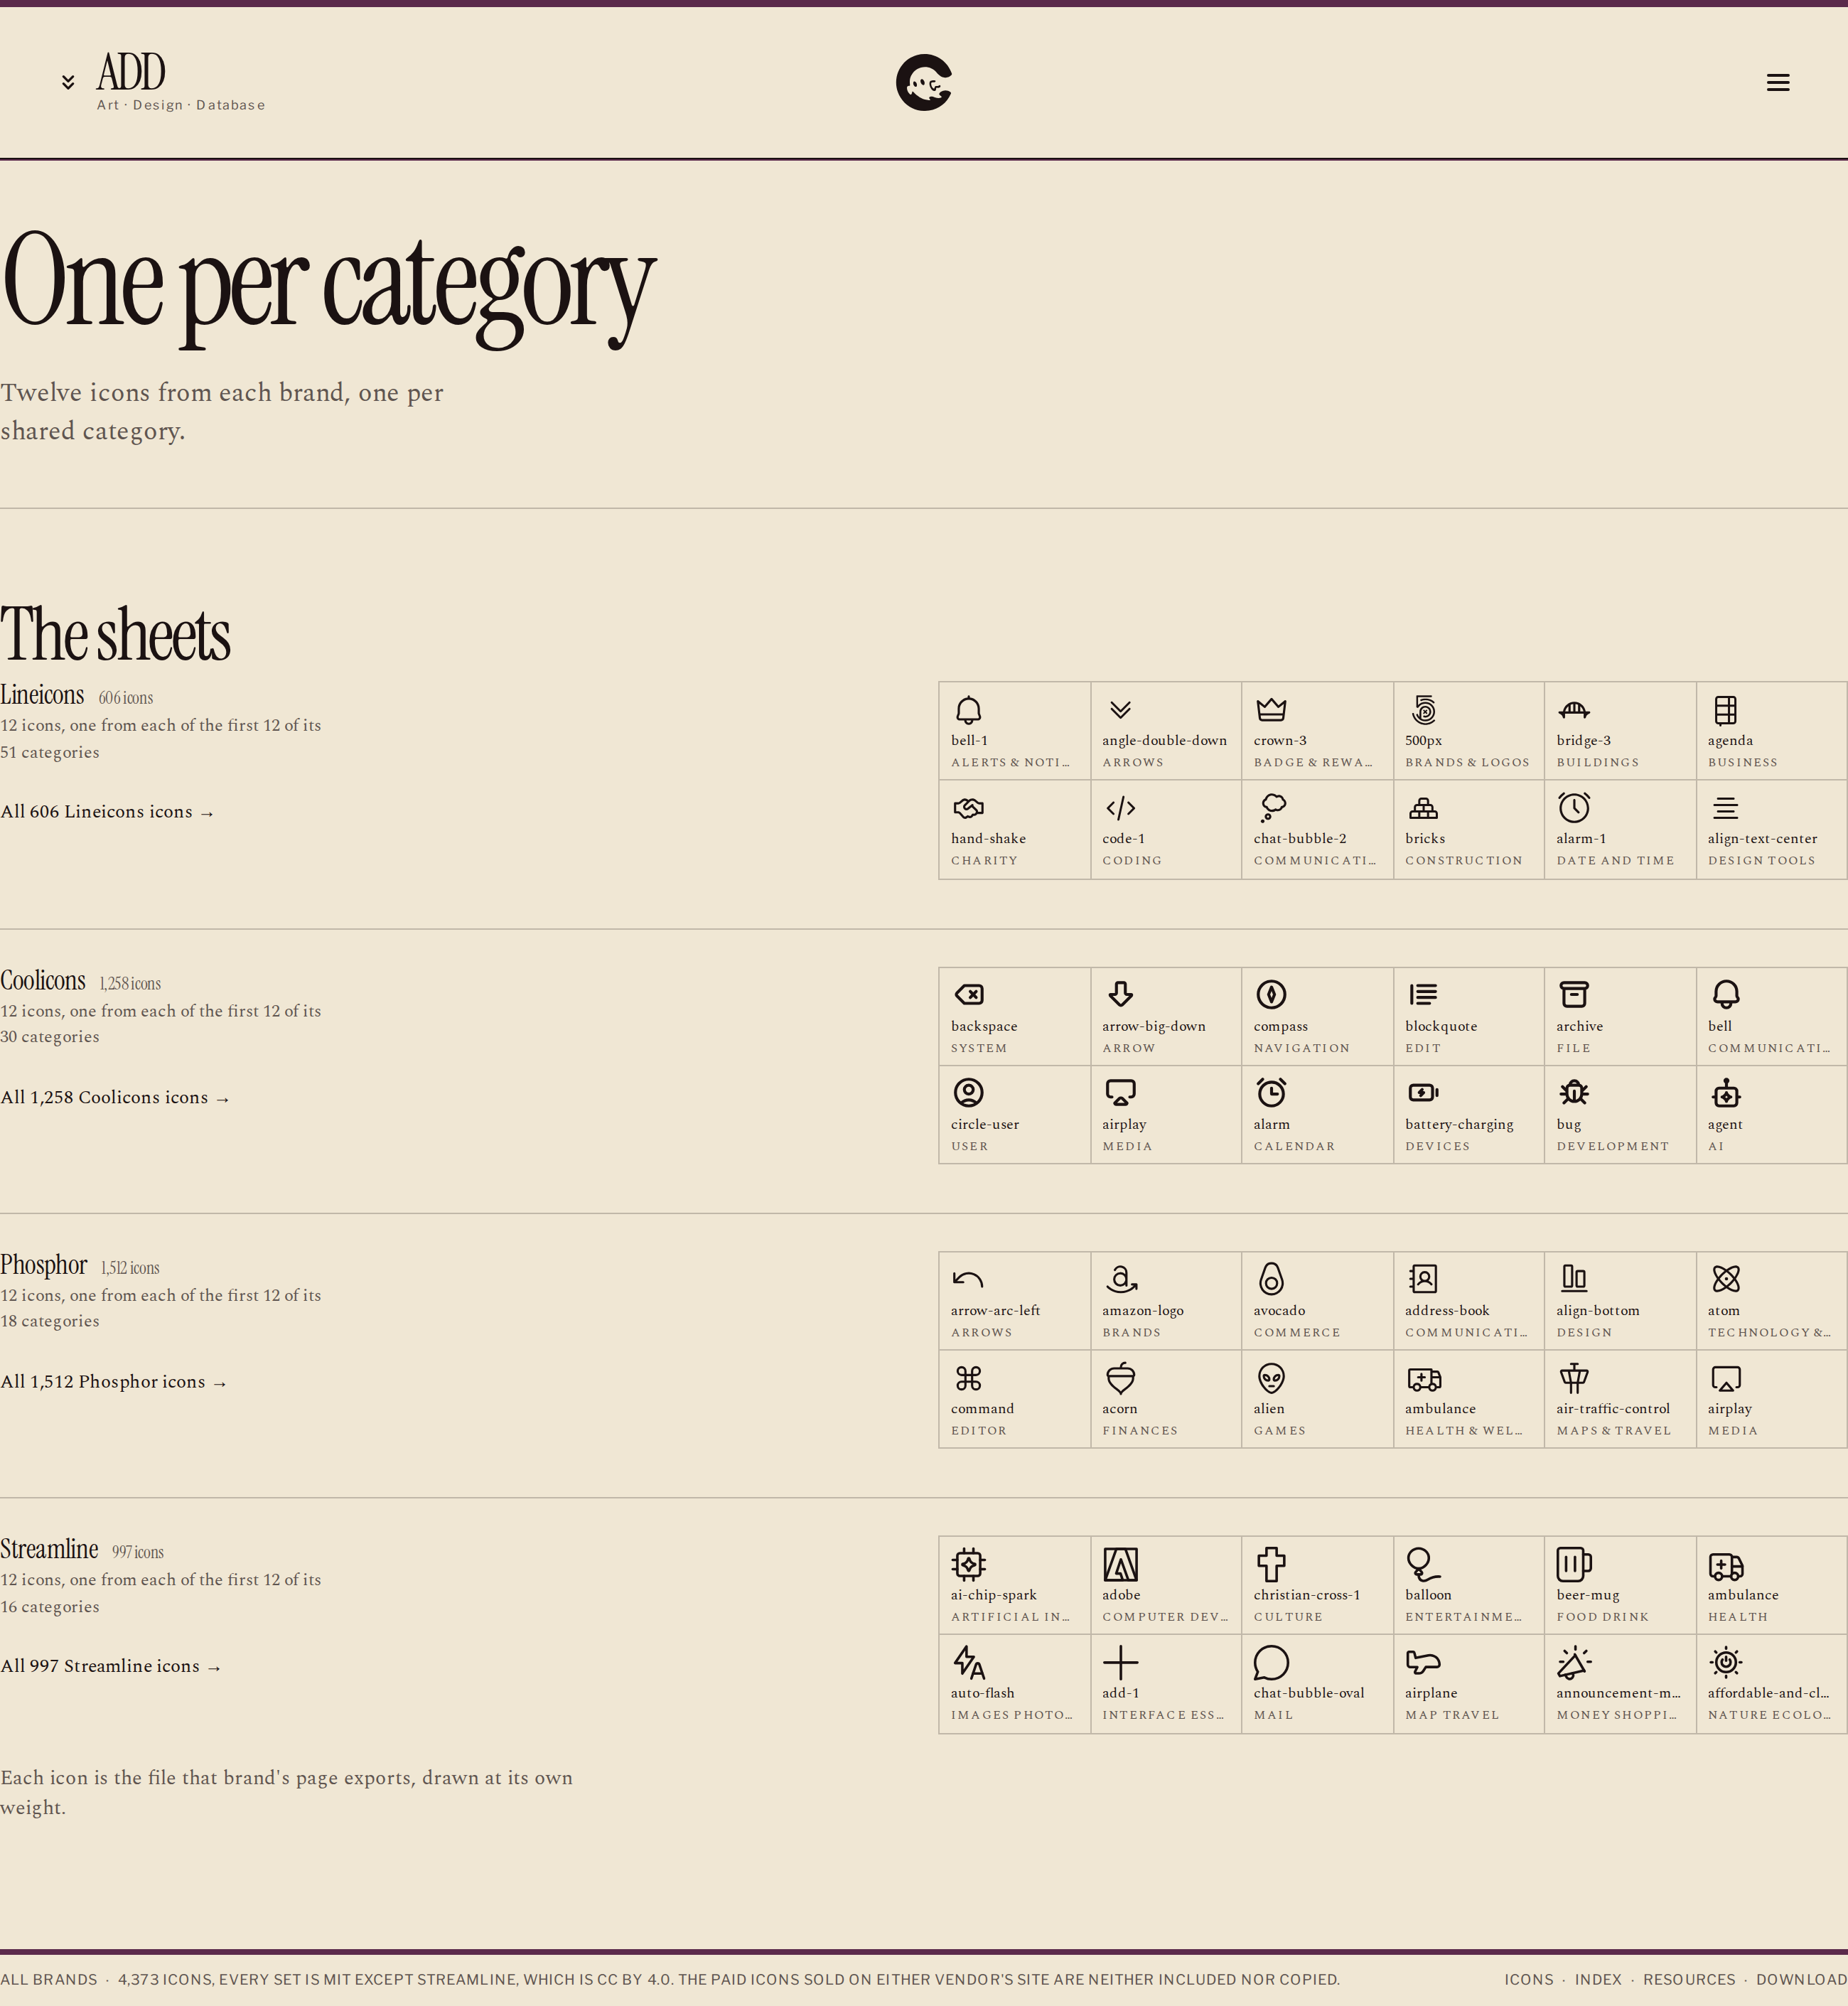 ADD
Art · Design · Database
One per category
Twelve icons from each brand, one per
shared category.
The sheets
Lineicons 606 icons
12 icons, one from each of the first 12 of its
51 categories
All 606 Lineicons icons →
bell-1 angle-double-down crown-3 500px bridge-3 agenda
ALERTS & NOTI… ARROWS BADGE & REWA… BRANDS & LOGOS BUILDINGS BUSINESS
hand-shake code-1 chat-bubble-2 bricks alarm-1 align-text-center
CHARITY CODING COMMUNICATI… CONSTRUCTION DATE AND TIME DESIGN TOOLS
Coolicons 1,258 icons
12 icons, one from each of the first 12 of its
30 categories
All 1,258 Coolicons icons →
backspace arrow-big-down compass blockquote archive bell
SYSTEM ARROW NAVIGATION EDIT FILE COMMUNICATI…
circle-user airplay alarm battery-charging bug agent
USER MEDIA CALENDAR DEVICES DEVELOPMENT AI
Phosphor 1,512 icons
12 icons, one from each of the first 12 of its
18 categories
All 1,512 Phosphor icons →
arrow-arc-left amazon-logo avocado address-book align-bottom atom
ARROWS BRANDS COMMERCE COMMUNICATI… DESIGN TECHNOLOGY &…
command acorn alien ambulance air-traffic-control airplay
EDITOR FINANCES GAMES HEALTH & WEL… MAPS & TRAVEL MEDIA
Streamline 997 icons
12 icons, one from each of the first 12 of its
16 categories
All 997 Streamline icons →
ai-chip-spark adobe christian-cross-1 balloon beer-mug ambulance
ARTIFICIAL IN… COMPUTER DEV… CULTURE ENTERTAINME… FOOD DRINK HEALTH
auto-flash add-1 chat-bubble-oval airplane announcement-m… affordable-and-cl…
IMAGES PHOTO… INTERFACE ESS… MAIL MAP TRAVEL MONEY SHOPPI… NATURE ECOLO…
Each icon is the file that brand's page exports, drawn at its own
weight.
ALL BRANDS · 4,373 ICONS, EVERY SET IS MIT EXCEPT STREAMLINE, WHICH IS CC BY 4.0. THE PAID ICONS SOLD ON EITHER VENDOR'S SITE ARE NEITHER INCLUDED NOR COPIED. ICONS · INDEX · RESOURCES · DOWNLOAD